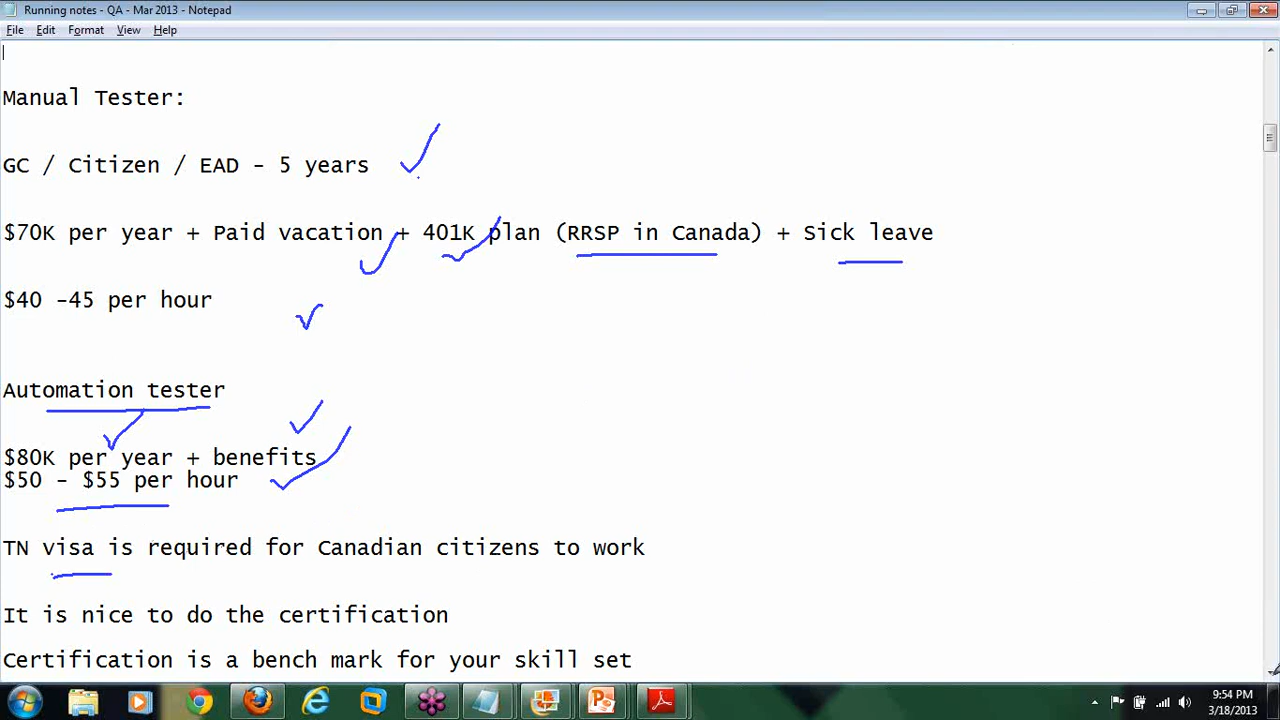 Running notes - QA - Mar 2013 - Notepad
File Edit Format View Help
Manual Tester:
GC / Citizen / EAD - 5 years
$70K per year + Paid vacation + 401K plan (RRSP in Canada) + Sick leave
$40 -45 per hour
Automation tester
$80K per year + benefits
$50 - $55 per hour
TN visa is required for Canadian citizens to work
It is nice to do the certification
Certification is a bench mark for your skill set
9:54 PM
3/18/2013